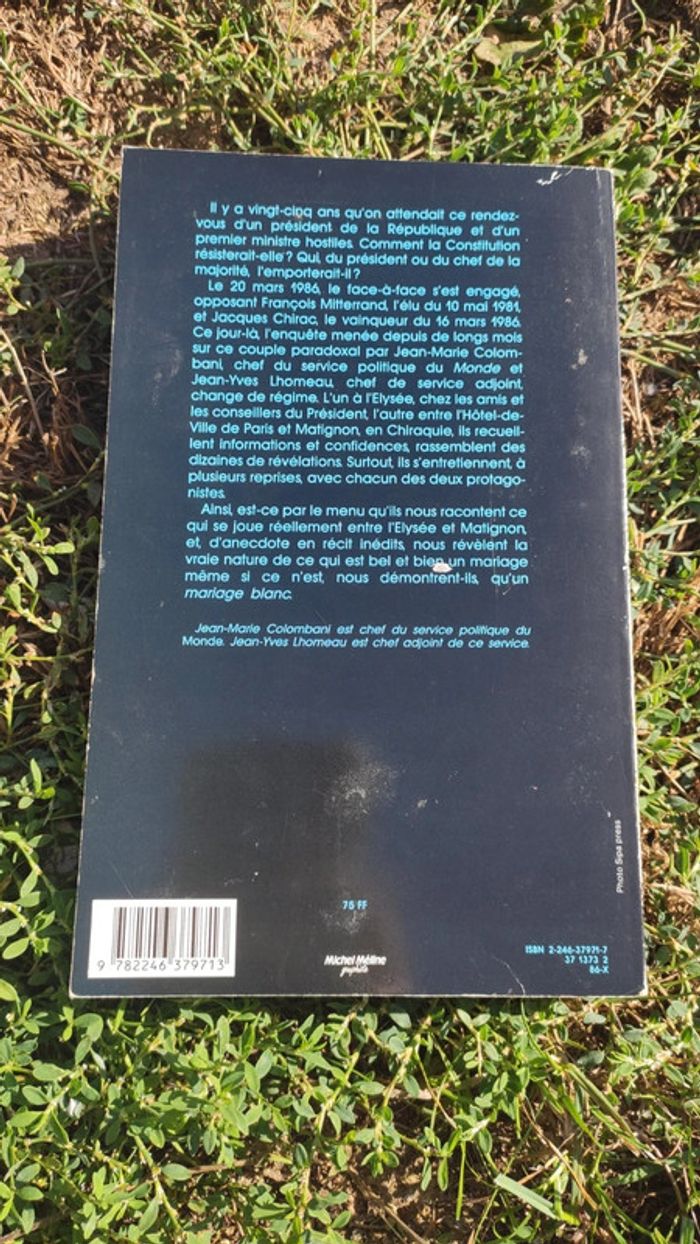 Il y a vingt-cinq ans qu'on attendait ce rendez-
vous d'un président de la République et d'un
premier ministre hostiles. Comment la Constitution
résisterait-elle ? Qui, du président ou du chef de la
majorité, l'emporterait-il ?
Le 20 mars 1986, le face-à-face s'est engagé,
opposant François Mitterrand, l'élu du 10 mai 1981,
et Jacques Chirac, le vainqueur du 16 mars 1986.
Ce jour-là, l'enquête menée depuis de longs mois
sur ce couple paradoxal par Jean-Marie Colom-
bani, chef du service politique du Monde et
Jean-Yves Lhomeau, chef de service adjoint,
change de régime. L'un à l'Elysée, chez les amis et
les conseillers du Président, l'autre entre l'Hôtel-de-
Ville de Paris et Matignon, en Chiraquie, ils recueil-
lent informations et confidences, rassemblent des
dizaines de révélations. Surtout, ils s'entretiennent, à
plusieurs reprises, avec chacun des deux protago-
nistes.
Ainsi, est-ce par le menu qu'ils nous racontent ce
qui se joue réellement entre l'Elysée et Matignon,
et, d'anecdote en récit inédits, nous révèlent la
vraie nature de ce qui est bel et bien un mariage
même si ce n'est, nous démontrent-ils, qu'un
mariage blanc.
Jean-Marie Colombani est chef du service politique du
Monde. Jean-Yves Lhomeau est chef adjoint de ce service.
Photo Sipa press
75 FF
9 782246 379713
Michel Méline
graphiste
ISBN 2-246-37971-7
37 1373 2
86-X